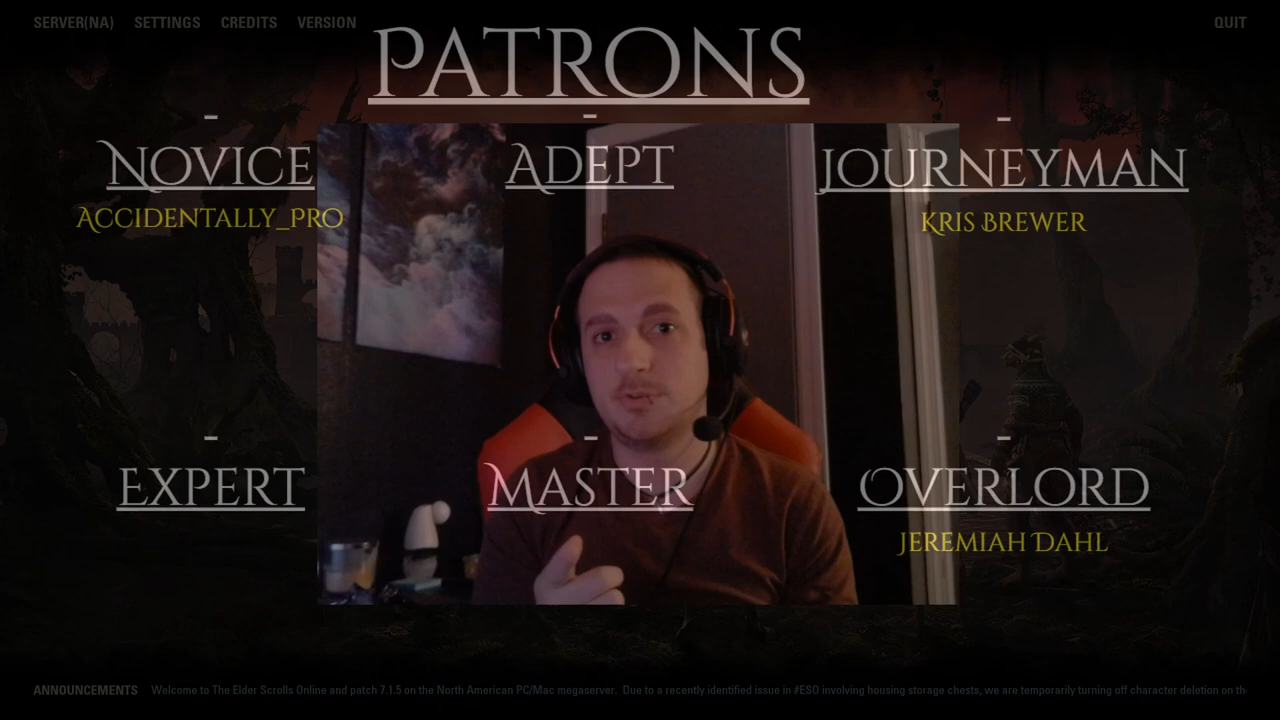 SERVER(NA) SETTINGS CREDITS VERSION QUIT
PATRONS
- - -
NOVICE ADEPT JOURNEYMAN
ACCIDENTALLY_PRO KRIS BREWER
- - -
EXPERT MASTER OVERLORD
JEREMIAH DAHL
ANNOUNCEMENTS Welcome to The Elder Scrolls Online and patch 7.1.5 on the North American PC/Mac megaserver. Due to a recently identified issue in #ESO involving housing storage chests, we are temporarily turning off character deletion on th